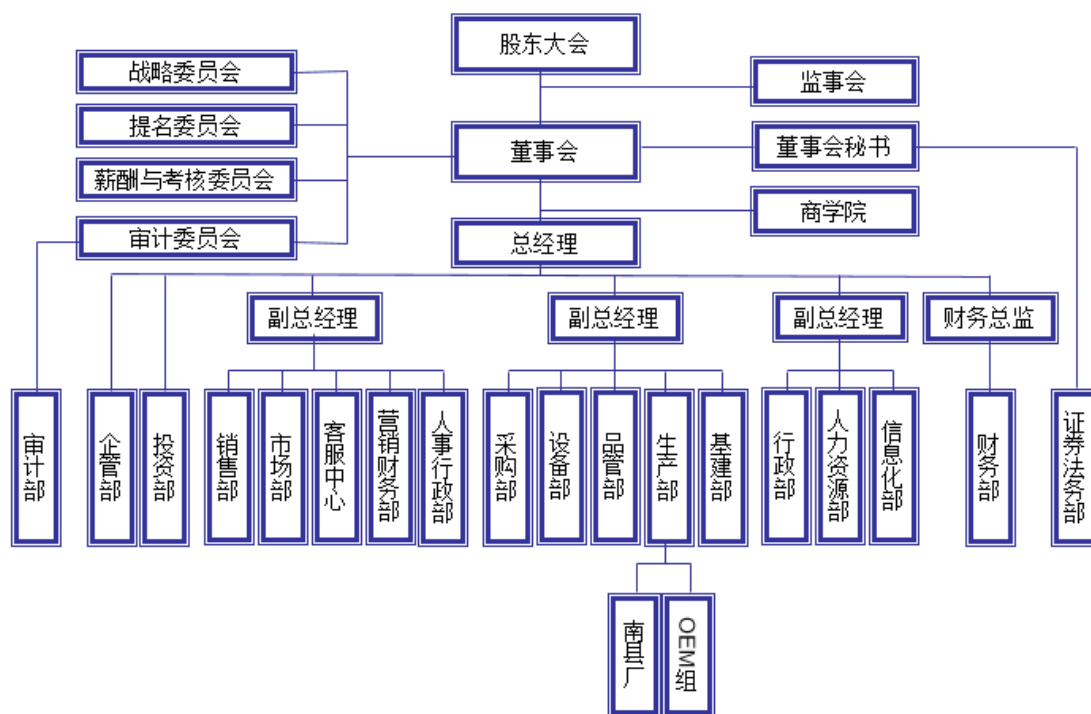 股东大会
战略委员会
监事会
提名委员会
董事会
董事会秘书
薪酬与考核委员会
商学院
审计委员会
总经理
副总经理
副总经理
副总经理
财务总监
审计部
企管部
投资部
销售部
市场部
客服中心
营销财务部
人事行政部
采购部
设备部
品管部
生产部
基建部
行政部
人力资源部
信息化部
财务部
证券法务部
南县厂
OEM组